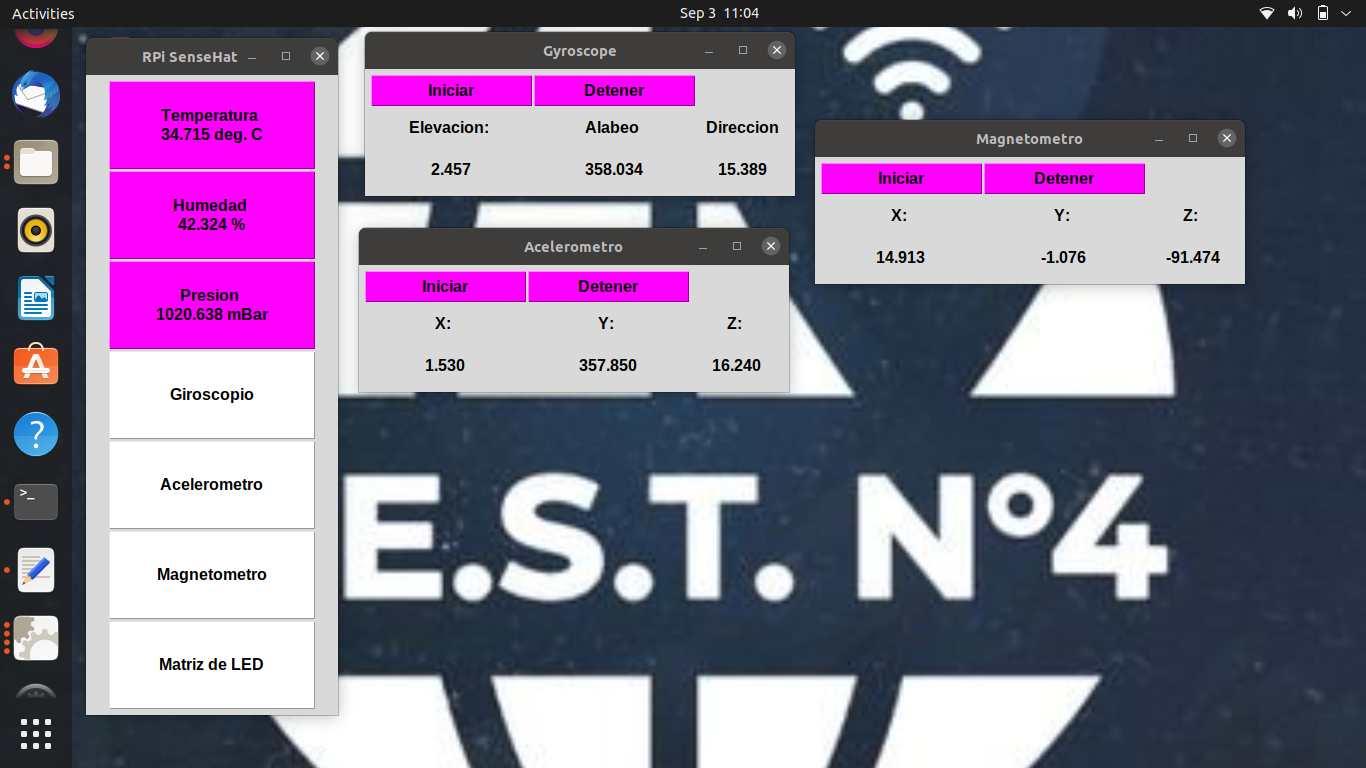 Activities
Sep 3 11:04
RPi SenseHat
Temperatura
34.715 deg. C
Humedad
42.324 %
Presion
1020.638 mBar
Giroscopio
Acelerometro
Magnetometro
Matriz de LED
Gyroscope
Iniciar Detener
Elevacion: Alabeo Direccion
2.457 358.034 15.389
Acelerometro
Iniciar Detener
X: Y: Z:
1.530 357.850 16.240
Magnetometro
Iniciar Detener
X: Y: Z:
14.913 -1.076 -91.474
E.S.T. Nº4